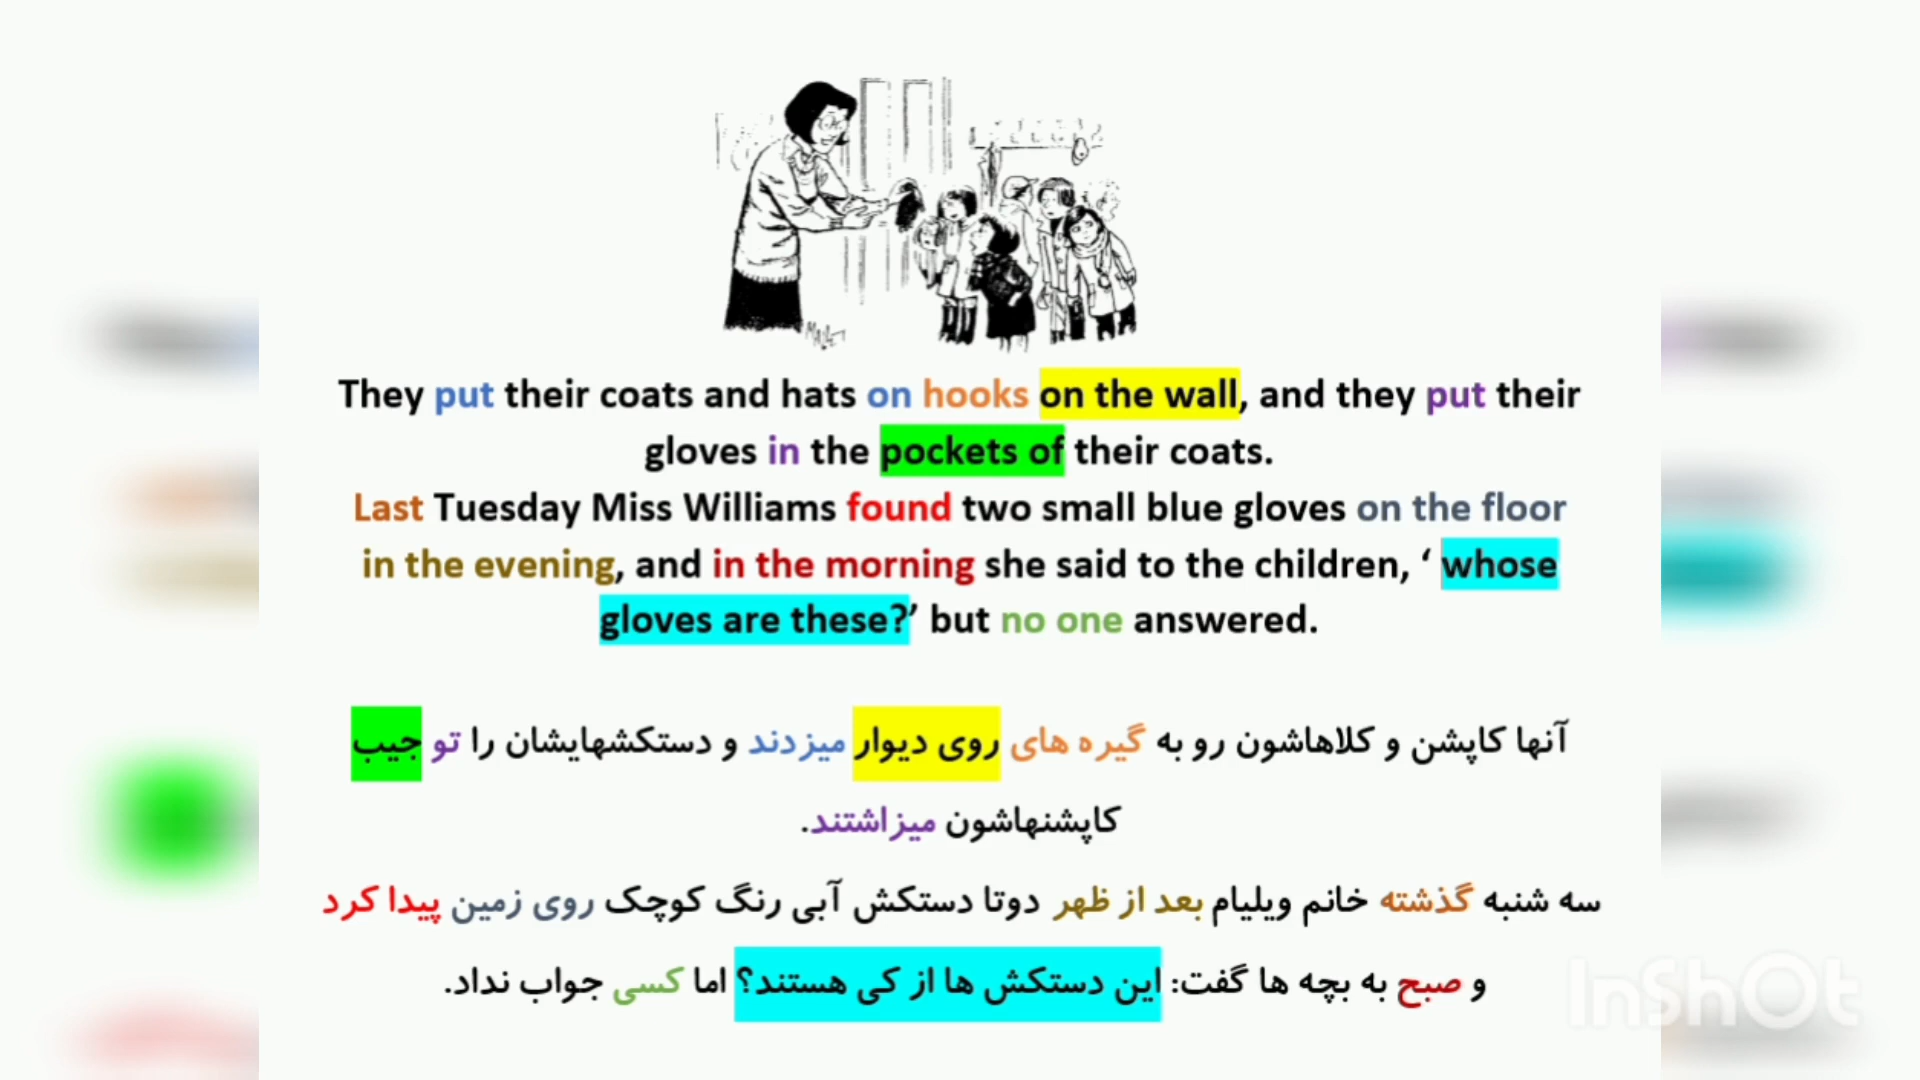 They put their coats and hats on hooks on the wall, and they put their
gloves in the pockets of their coats.
Last Tuesday Miss Williams found two small blue gloves on the floor
in the evening, and in the morning she said to the children, ‘ whose
gloves are these?’ but no one answered.
آنها کاپشن و کلاهاشون رو به گیره های روی دیوار میزدند و دستکشهایشان را تو جیب
کاپشنهاشون میزاشتند.
سه شنبه گذشته خانم ویلیام بعد از ظهر دوتا دستکش آبی رنگ کوچک روی زمین پیدا کرد
و صبح به بچه ها گفت: این دستکش ها از کی هستند؟ اما کسی جواب نداد.
InShOt